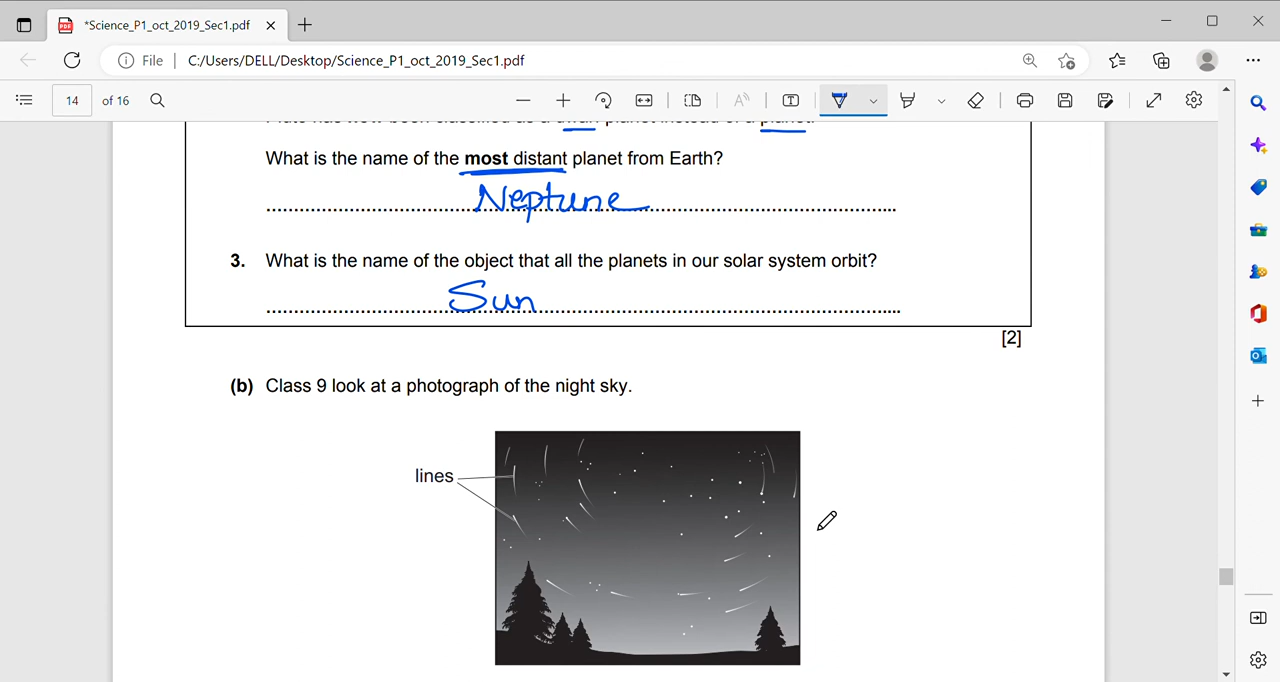 *Science_P1_oct_2019_Sec1.pdf
File | C:/Users/DELL/Desktop/Science_P1_oct_2019_Sec1.pdf
14 of 16
What is the name of the most distant planet from Earth?
Neptune
3. What is the name of the object that all the planets in our solar system orbit?
Sun
[2]
(b) Class 9 look at a photograph of the night sky.
lines